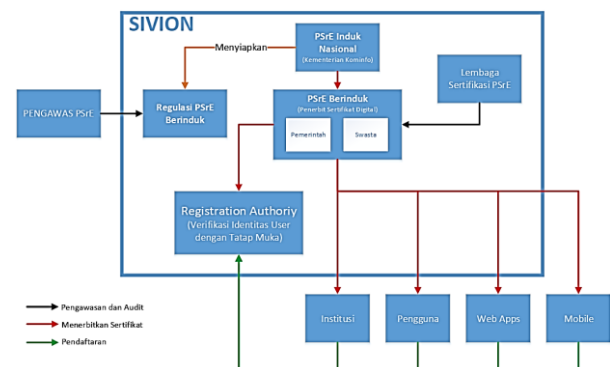 SIVION
PSrE Induk
Nasional
(Kementerian Kominfo)
Menyiapkan
Lembaga
Sertifikasi PSrE
PENGAWAS PSrE
Regulasi PSrE
Berinduk
PSrE Berinduk
(Penerbit Sertifikat Digital)
Pemerintah
Swasta
Registration Authoriy
(Verifikasi Identitas User
dengan Tatap Muka)
Pengawasan dan Audit
Menerbitkan Sertifikat
Pendaftaran
Institusi
Pengguna
Web Apps
Mobile